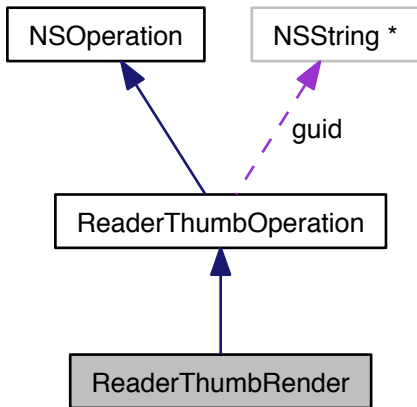 NSOperation
NSString *
guid
ReaderThumbOperation
ReaderThumbRender